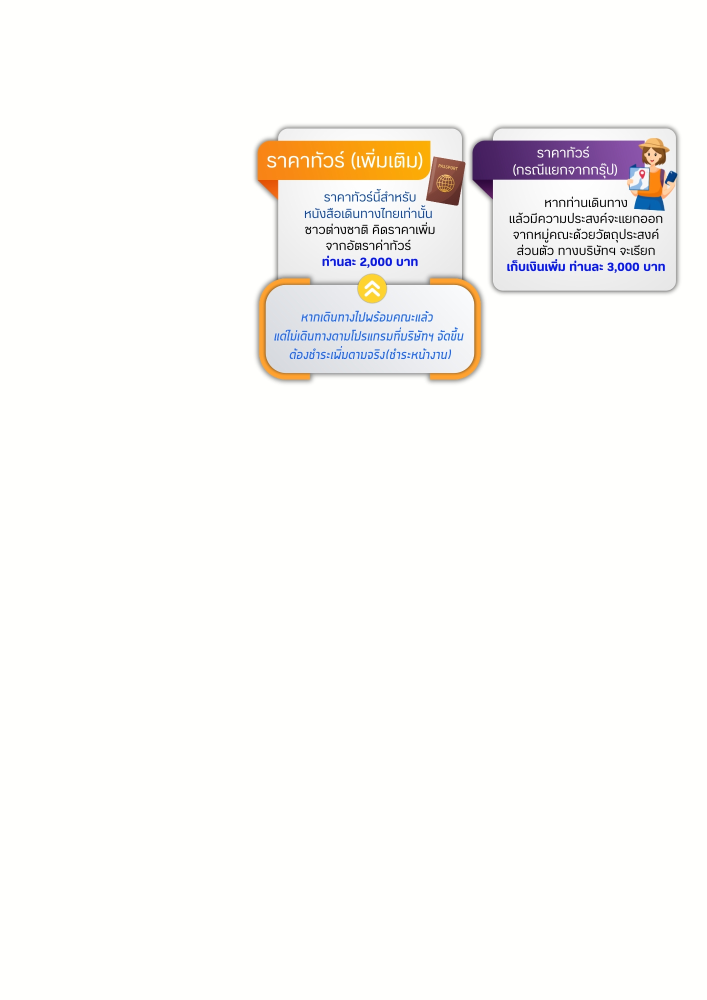 ราคาทัวร์ (เพิ่มเติม)
PASSPORT
ราคาทัวร์นี้สำหรับ
หนังสือเดินทางไทยเท่านั้น
ชาวต่างชาติ คิดราคาเพิ่ม
จากอัตราค่าทัวร์
ท่านละ 2,000 บาท
หากเดินทางไปพร้อมคณะแล้ว
แต่ไม่เดินทางตามโปรแกรมที่บริษัทฯ จัดขึ้น
ต้องชำระเพิ่มตามจริง(ชำระหน้างาน)
ราคาทัวร์
(กรณีแยกจากกรุ๊ป)
หากท่านเดินทาง
แล้วมีความประสงค์จะแยกออก
จากหมู่คณะด้วยวัตถุประสงค์
ส่วนตัว ทางบริษัทฯ จะเรียก
เก็บเงินเพิ่ม ท่านละ 3,000 บาท